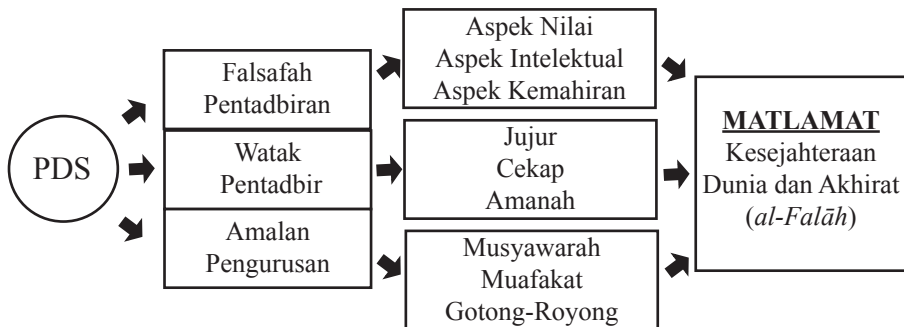 PDS
Falsafah
Pentadbiran
Watak
Pentadbir
Amalan
Pengurusan
Aspek Nilai
Aspek Intelektual
Aspek Kemahiran
Jujur
Cekap
Amanah
Musyawarah
Muafakat
Gotong-Royong
MATLAMAT
Kesejahteraan
Dunia dan Akhirat
(al-Falāh)